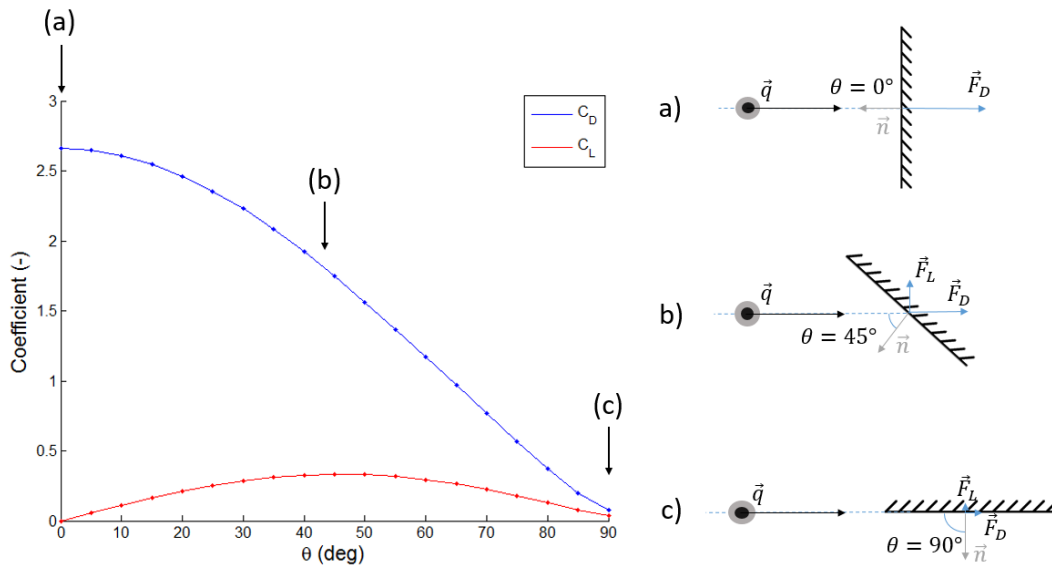 (a)
3
2.5
2
1.5
1
0.5
0
Coefficient (-)
0 10 20 30 40 50 60 70 80 90
θ (deg)
C_D
C_L
(b)
(c)
a)
q⃗
θ = 0°
n⃗
F⃗_D
b)
q⃗
θ = 45°
n⃗
F⃗_L
F⃗_D
c)
q⃗
θ = 90°
n⃗
F⃗_L
F⃗_D